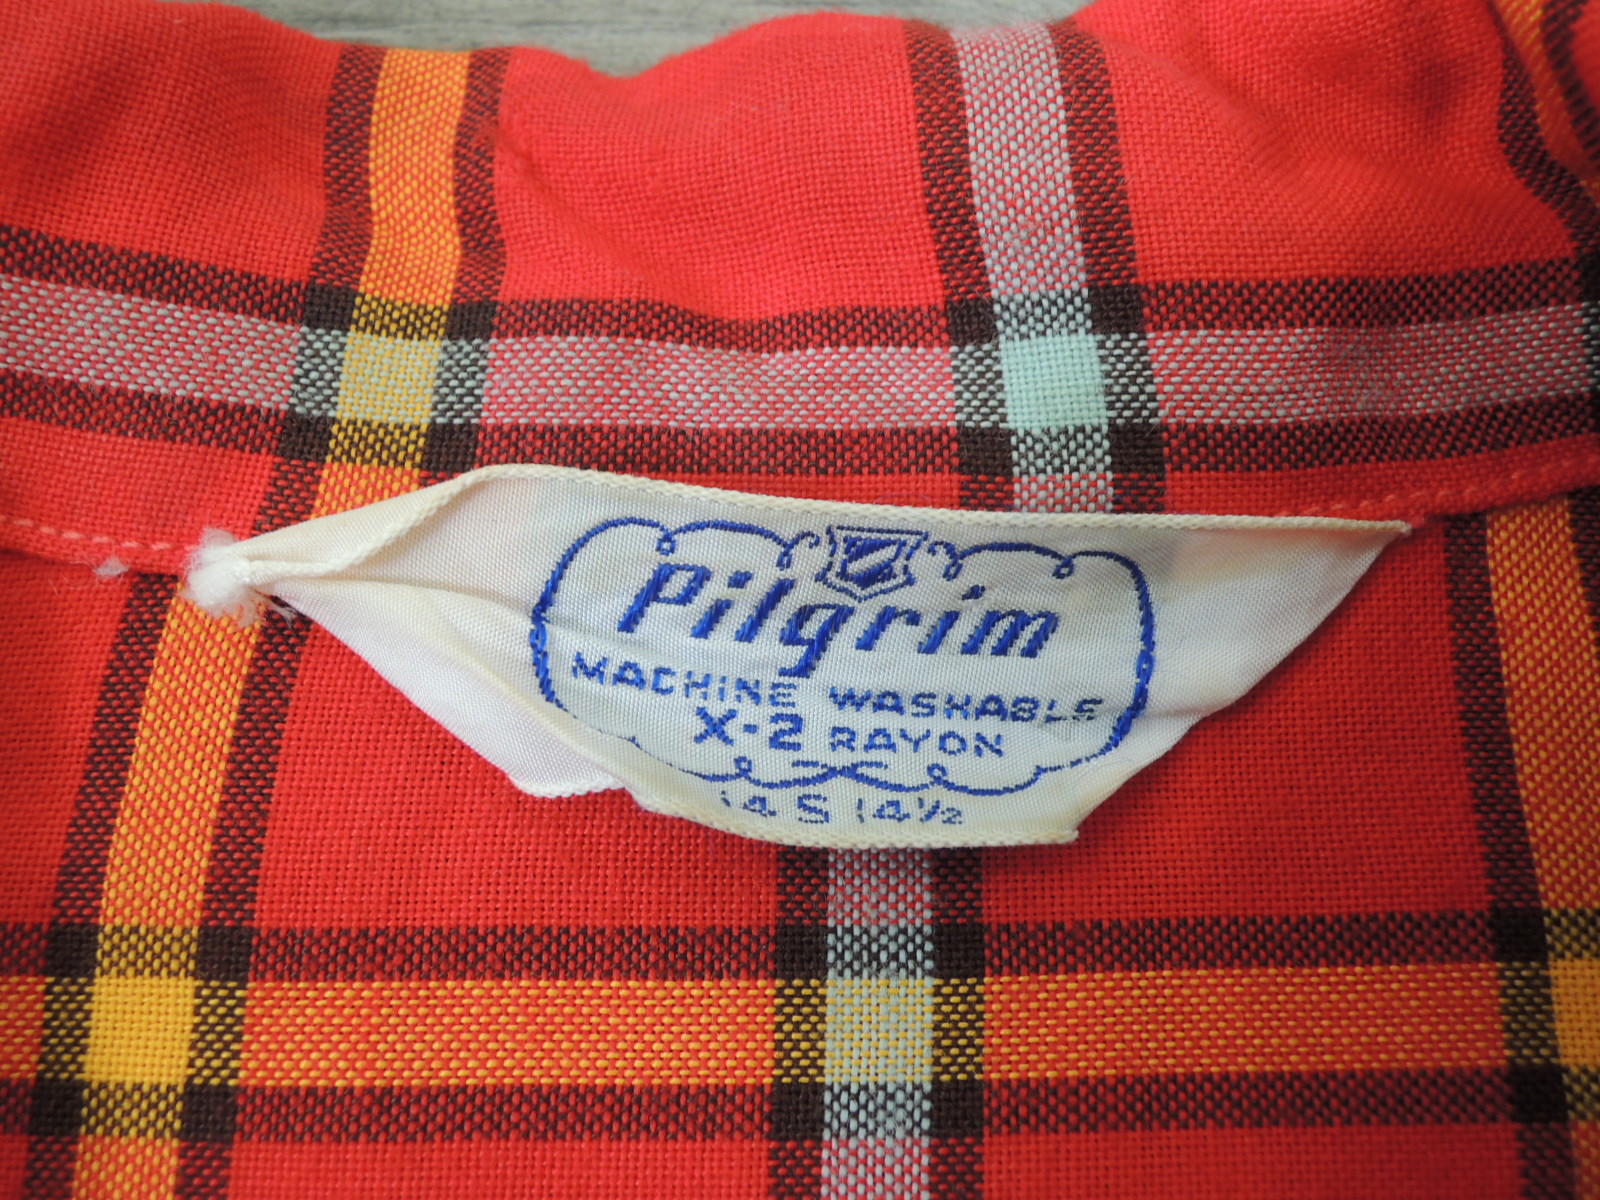 Pilgrim
MACHINE WASHABLE
X-2 RAYON
14 S 14½